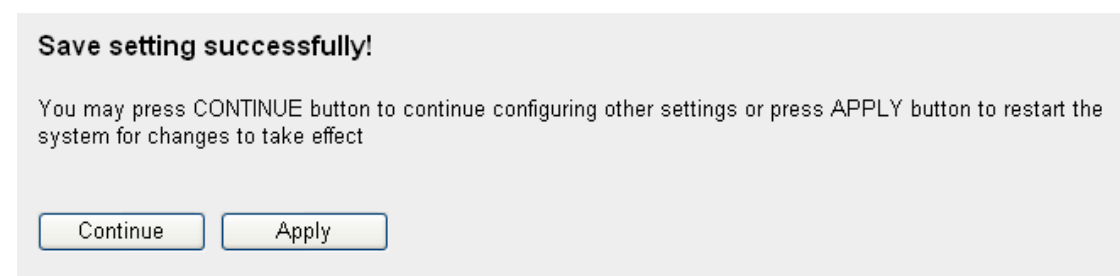 Save setting successfully!
You may press CONTINUE button to continue configuring other settings or press APPLY button to restart the
system for changes to take effect
Continue
Apply